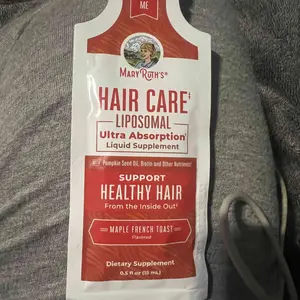 ME
MARYRUTH'S®
HAIR CARE‡
LIPOSOMAL
Ultra Absorption‡
Liquid Supplement
Pumpkin Seed Oil, Biotin and Other Nutrients!
SUPPORT
HEALTHY HAIR
From the Inside Out‡
MAPLE FRENCH TOAST
Flavored
Dietary Supplement
0.5 fl oz (15 mL)